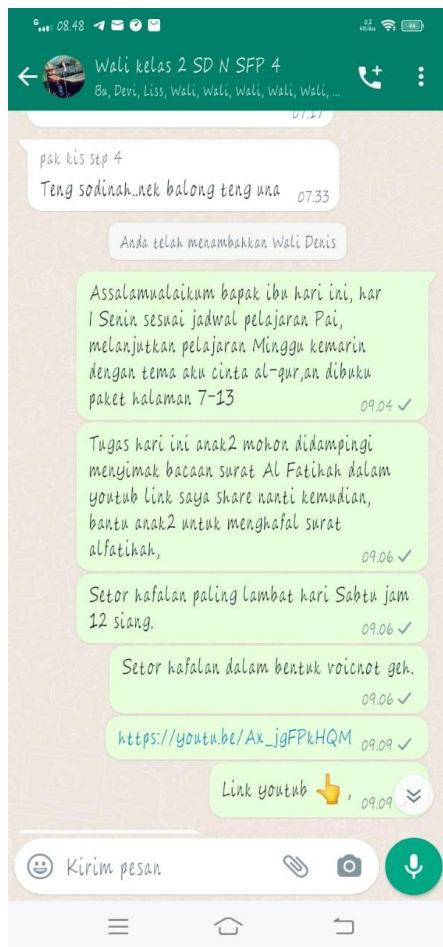 08.48
Wali kelas 2 SD N SFP 4
Bu, Devi, Liss, Wali, Wali, Wali, Wali, Wali, ...
07.17
pak kis stp 4
Teng sodinah..nek balong teng una 07.33
Anda telah menambahkan Wali Denis
Assalamualaikum bapak ibu hari ini, har
I Senin sesuai jadwal pelajaran Pai,
melanjutkan pelajaran Minggu kemarin
dengan tema aku cinta al-qur,an dibuku
paket halaman 7-13
09.04
Tugas hari ini anak2 mohon didampingi
menyimak bacaan surat Al Fatihah dalam
youtub link saya share nanti kemudian,
bantu anak2 untuk menghafal surat
alfatihah,
09.06
Setor hafalan paling lambat hari Sabtu jam
12 siang.
09.06
Setor hafalan dalam bentuk voicnot geh.
09.06
https://youtu.be/Ax_jgFPkHQM 09.09
Link youtub 👆, 09.09
Kirim pesan